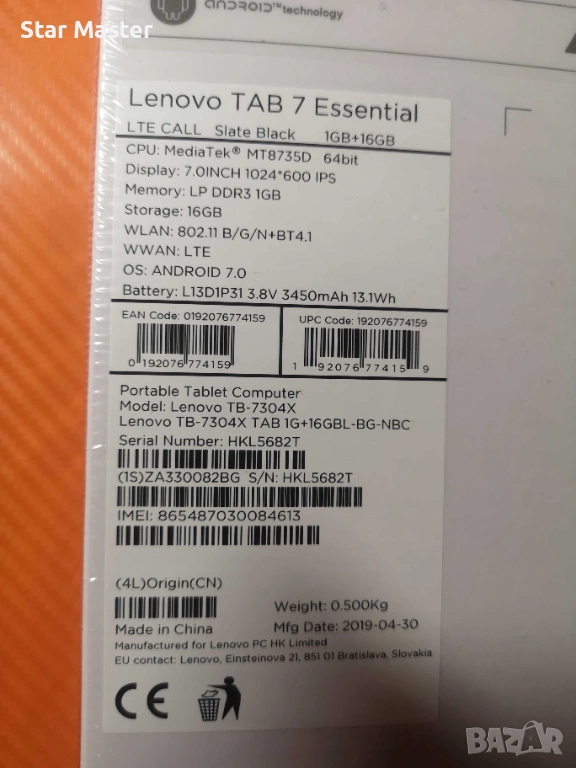 Star Master
ANDROID™ technology
Lenovo TAB 7 Essential
LTE CALL Slate Black 1GB+16GB
CPU: MediaTek® MT8735D 64bit
Display: 7.0INCH 1024*600 IPS
Memory: LP DDR3 1GB
Storage: 16GB
WLAN: 802.11 B/G/N+BT4.1
WWAN: LTE
OS: ANDROID 7.0
Battery: L13D1P31 3.8V 3450mAh 13.1Wh
EAN Code: 0192076774159
UPC Code: 192076774159
0 192076 774159
1 92076 77415 9
Portable Tablet Computer
Model: Lenovo TB-7304X
Lenovo TB-7304X TAB 1G+16GBL-BG-NBC
Serial Number: HKL5682T
(1S)ZA330082BG S/N: HKL5682T
IMEI: 865487030084613
(4L)Origin(CN)
Weight: 0.500Kg
Made in China
Mfg Date: 2019-04-30
Manufactured for Lenovo PC HK Limited
EU contact: Lenovo, Einsteinova 21, 851 01 Bratislava, Slovakia
CE
BAZAR